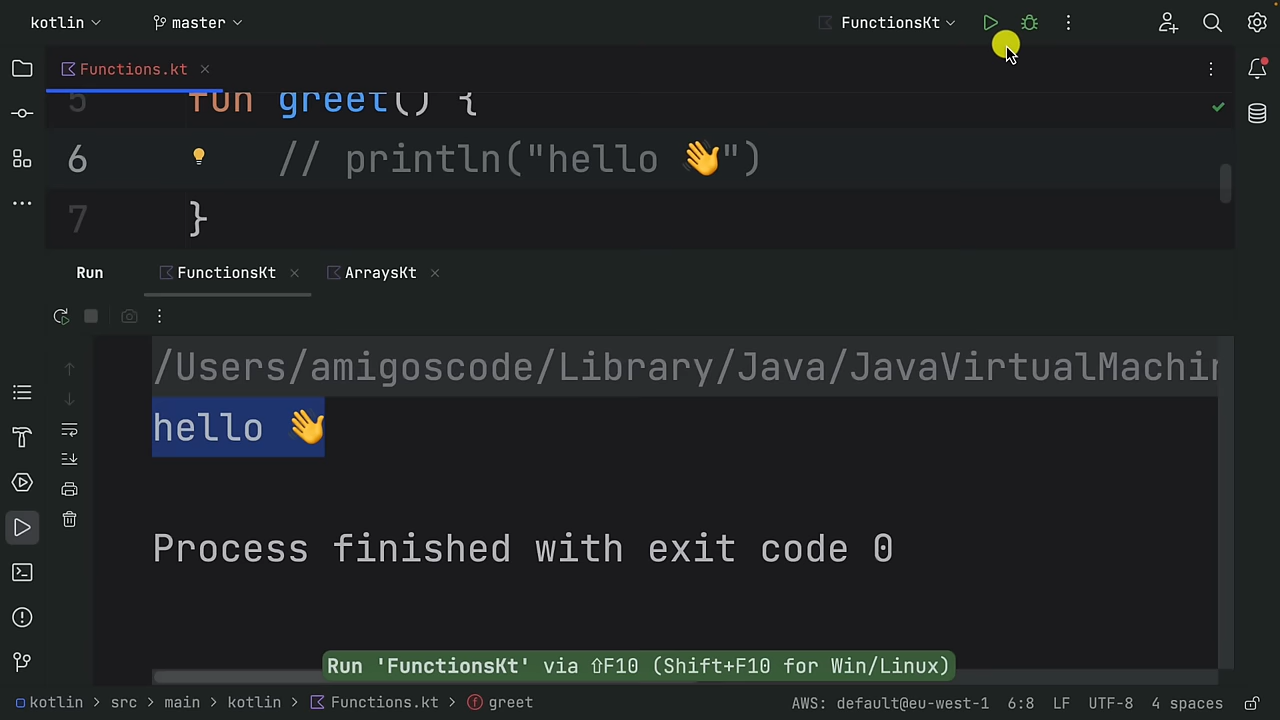 kotlin
master
FunctionsKt
Functions.kt
5 fun greet() {
6 // println("hello 👋")
7 }
Run
FunctionsKt
ArraysKt
/Users/amigoscode/Library/Java/JavaVirtualMachin
hello 👋
Process finished with exit code 0
Run 'FunctionsKt' via ⇧F10 (Shift+F10 for Win/Linux)
kotlin > src > main > kotlin > Functions.kt > greet
AWS: default@eu-west-1 6:8 LF UTF-8 4 spaces